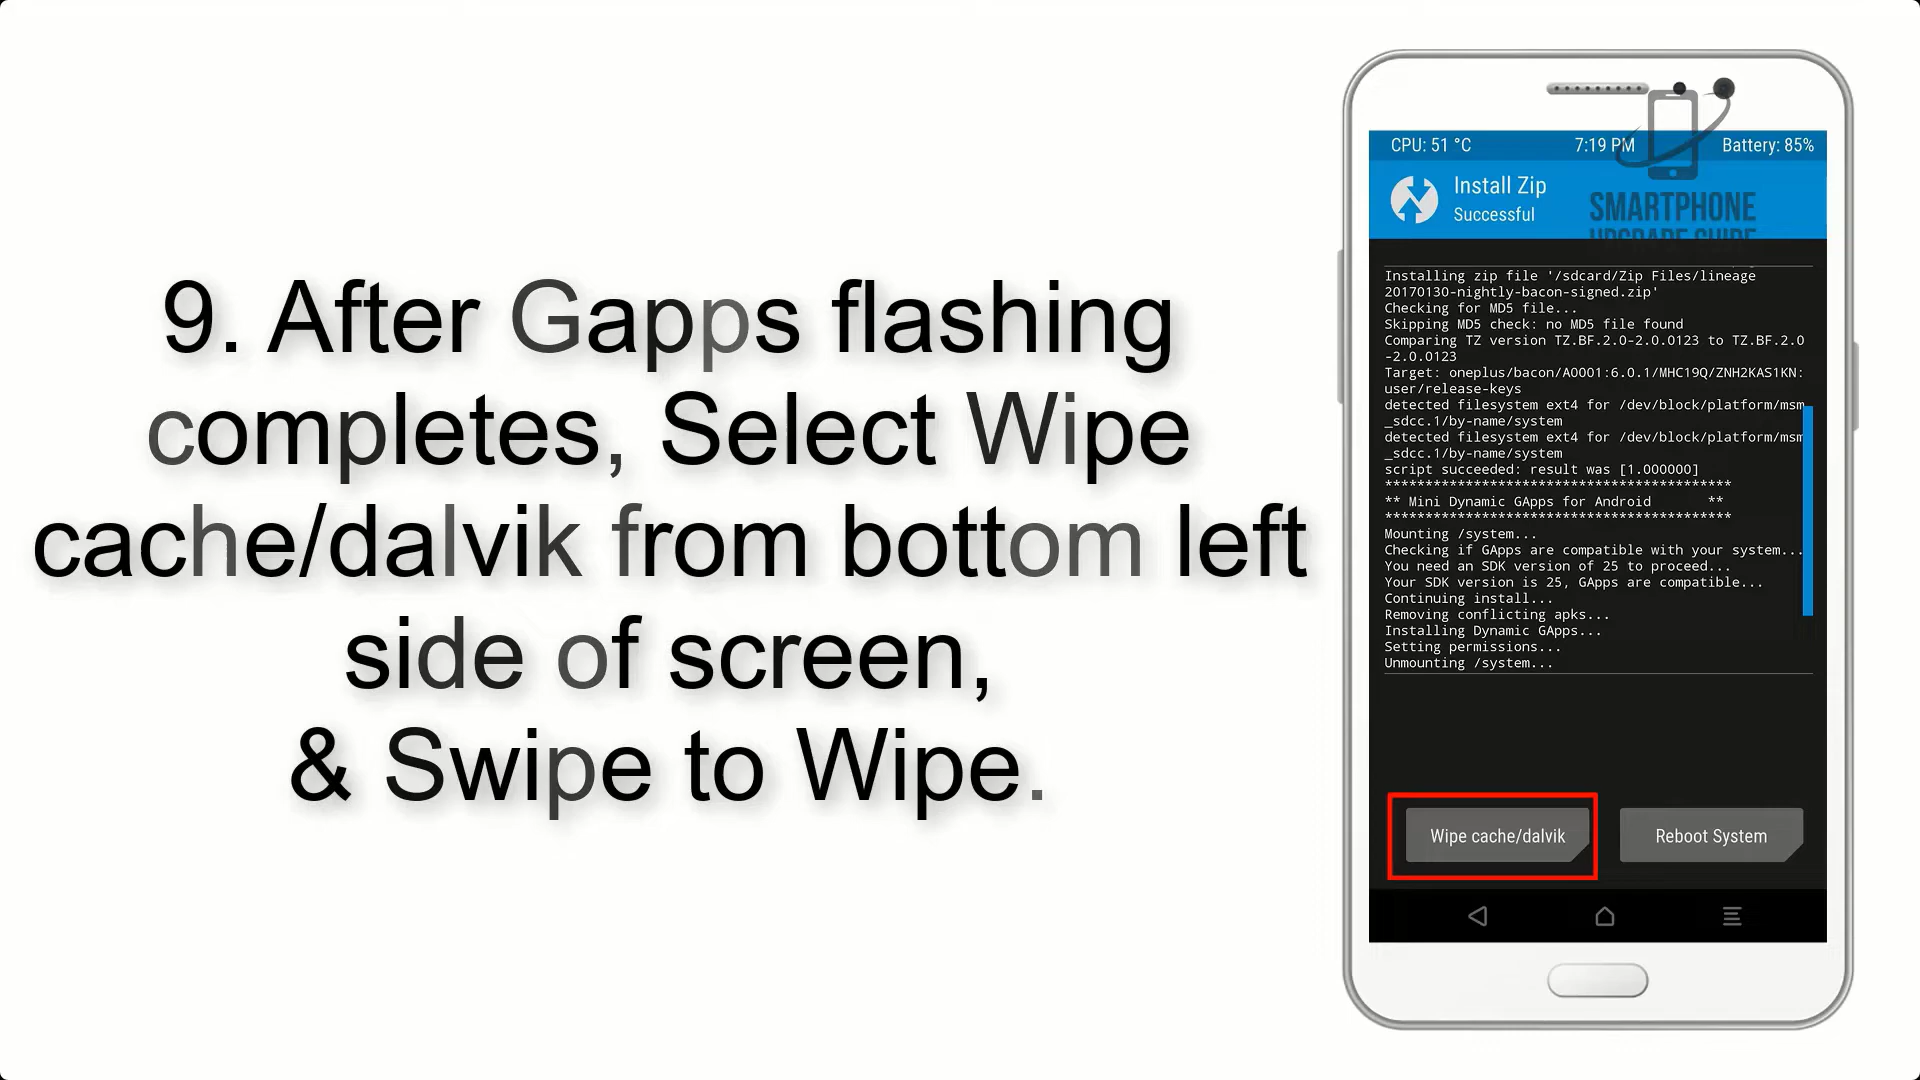 9. After Gapps flashing
completes, Select Wipe
cache/dalvik from bottom left
side of screen,
& Swipe to Wipe.
CPU: 51 °C 7:19 PM Battery: 85%
Install Zip
Successful
SMARTPHONE
UPGRADE GUIDE
Installing zip file '/sdcard/Zip Files/lineage
20170130-nightly-bacon-signed.zip'
Checking for MD5 file...
Skipping MD5 check: no MD5 file found
Comparing TZ version TZ.BF.2.0-2.0.0123 to TZ.BF.2.0
-2.0.0123
Target: oneplus/bacon/A0001:6.0.1/MHC19Q/ZNH2KAS1KN:
user/release-keys
detected filesystem ext4 for /dev/block/platform/msm
_sdcc.1/by-name/system
detected filesystem ext4 for /dev/block/platform/msm
_sdcc.1/by-name/system
script succeeded: result was [1.000000]
*******************************************
** Mini Dynamic GApps for Android **
*******************************************
Mounting /system...
Checking if GApps are compatible with your system...
You need an SDK version of 25 to proceed...
Your SDK version is 25, GApps are compatible...
Continuing install...
Removing conflicting apks...
Installing Dynamic GApps...
Setting permissions...
Unmounting /system...
Wipe cache/dalvik Reboot System